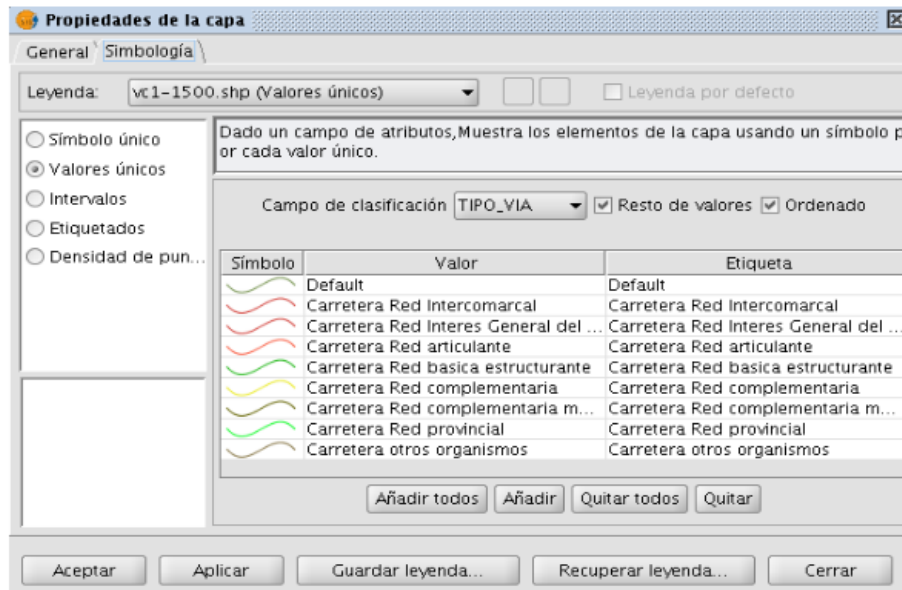 Propiedades de la capa
General Simbología
Leyenda: vc1-1500.shp (Valores únicos) Leyenda por defecto
Símbolo único
Valores únicos
Intervalos
Etiquetados
Densidad de pun...
Dado un campo de atributos,Muestra los elementos de la capa usando un símbolo p
or cada valor único.
Campo de clasificación TIPO_VIA Resto de valores Ordenado
Símbolo Valor Etiqueta
Default Default
Carretera Red Intercomarcal Carretera Red Intercomarcal
Carretera Red Interes General del ... Carretera Red Interes General del ...
Carretera Red articulante Carretera Red articulante
Carretera Red basica estructurante Carretera Red basica estructurante
Carretera Red complementaria Carretera Red complementaria
Carretera Red complementaria m... Carretera Red complementaria m...
Carretera Red provincial Carretera Red provincial
Carretera otros organismos Carretera otros organismos
Añadir todos Añadir Quitar todos Quitar
Aceptar Aplicar Guardar leyenda... Recuperar leyenda... Cerrar